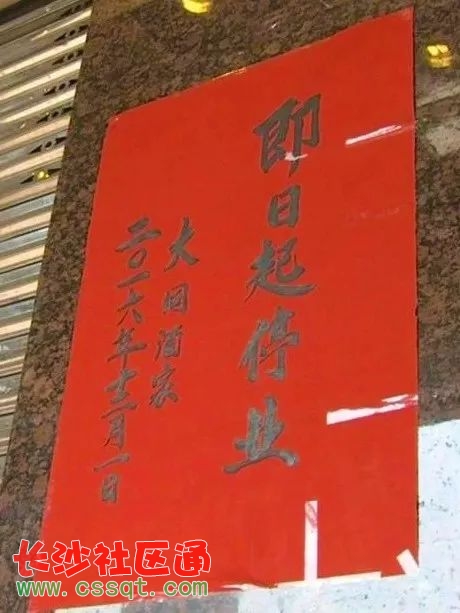 即日起停业
大同酒家
二〇一六年十二月一日
长沙社区通
www.cssqt.com